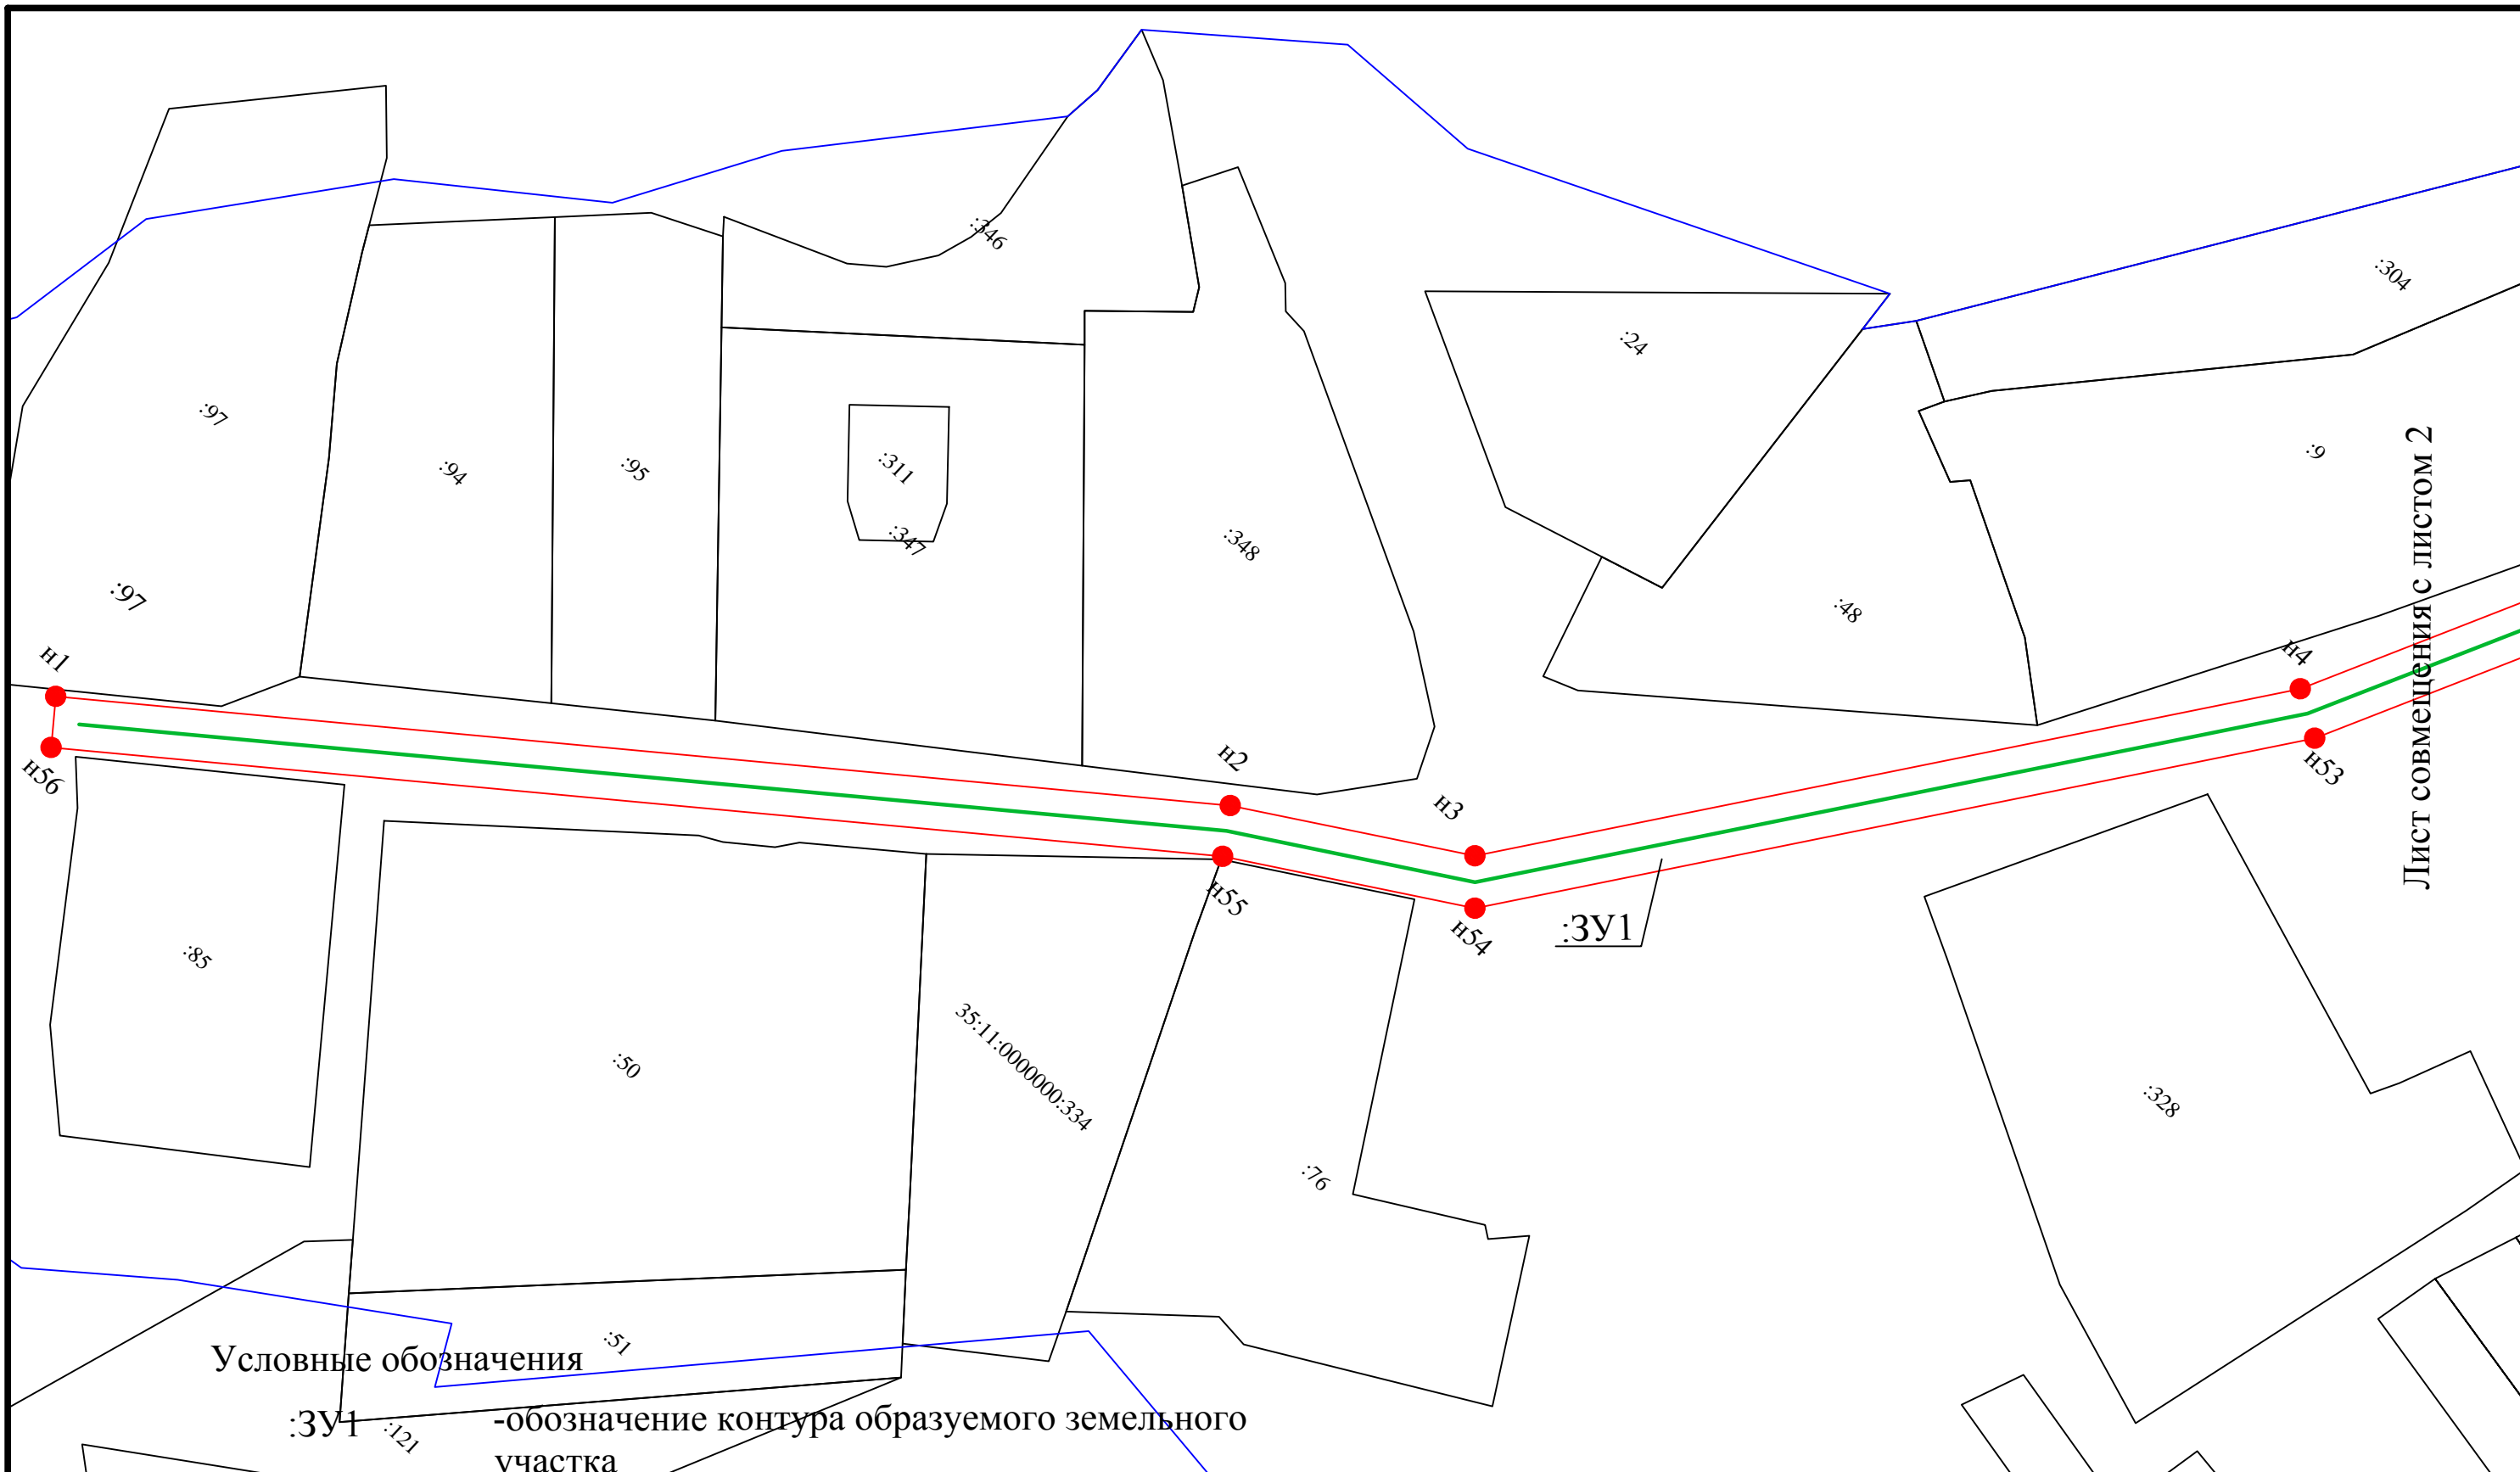 :346
:304
:24
:97
:9
:94
:95
:311
:347
:348
:97
:48
н1
н4
Лист совмещения с листом 2
н2
н53
н56
н3
н55
:ЗУ1
н54
:85
35:11:0000000:334
:50
:328
:76
:51
Условные обозначения
:ЗУ1 -обозначение контура образуемого земельного
:121
участка